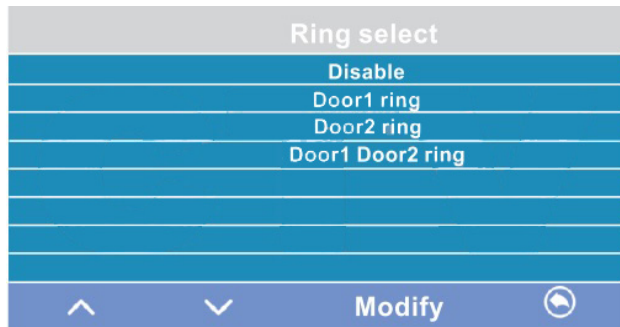 Ring select
Disable
Door1 ring
Door2 ring
Door1 Door2 ring
Modify